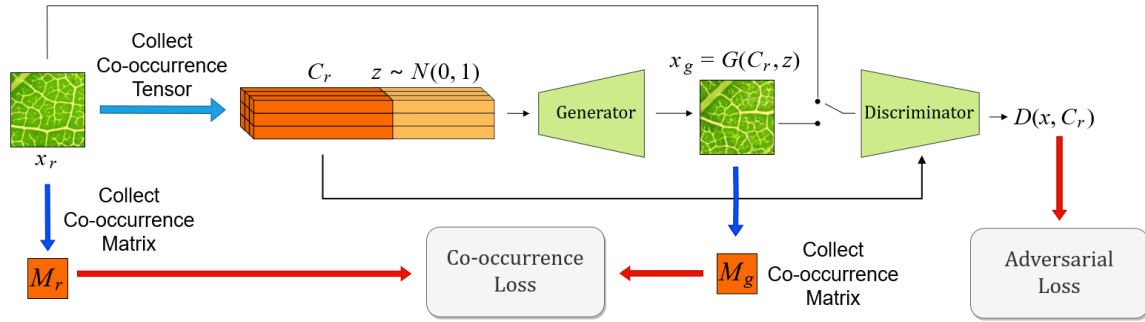 Collect
Co-occurrence
Tensor
x_r
C_r
z ~ N(0, 1)
Generator
x_g = G(C_r, z)
Discriminator
D(x, C_r)
Collect
Co-occurrence
Matrix
M_r
Co-occurrence
Loss
M_g
Collect
Co-occurrence
Matrix
Adversarial
Loss